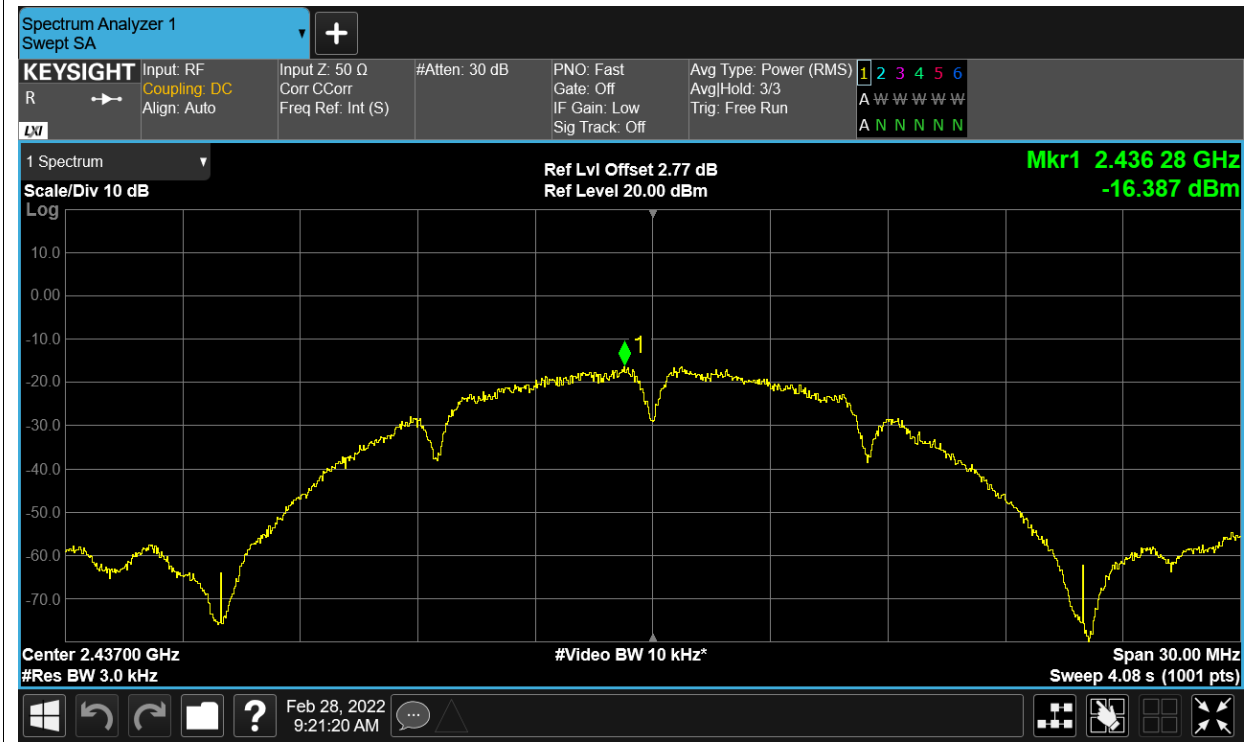 Spectrum Analyzer 1
Swept SA
KEYSIGHT
R
LXI
Input: RF
Coupling: DC
Align: Auto
Input Z: 50 Ω
Corr CCorr
Freq Ref: Int (S)
#Atten: 30 dB
PNO: Fast
Gate: Off
IF Gain: Low
Sig Track: Off
Avg Type: Power (RMS)
Avg|Hold: 3/3
Trig: Free Run
1 2 3 4 5 6
A W W W W W
A N N N N N
1 Spectrum
Scale/Div 10 dB
Log
Ref Lvl Offset 2.77 dB
Ref Level 20.00 dBm
Mkr1 2.436 28 GHz
-16.387 dBm
10.0
0.00
-10.0
1
-20.0
-30.0
-40.0
-50.0
-60.0
-70.0
Center 2.43700 GHz
#Res BW 3.0 kHz
#Video BW 10 kHz*
Span 30.00 MHz
Sweep 4.08 s (1001 pts)
?
Feb 28, 2022
9:21:20 AM